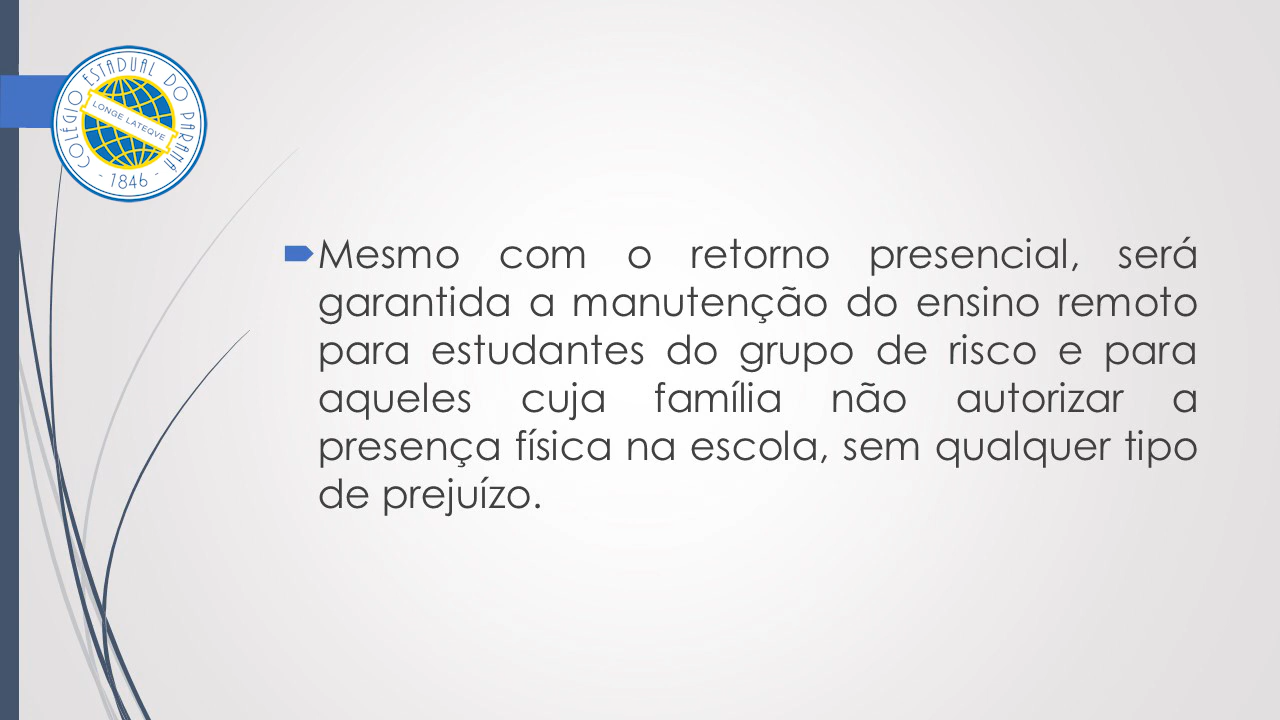 COLÉGIO ESTADUAL DO PARANÁ
LONGE LATEQVE
- 1846 -
Mesmo com o retorno presencial, será
garantida a manutenção do ensino remoto
para estudantes do grupo de risco e para
aqueles cuja família não autorizar a
presença física na escola, sem qualquer tipo
de prejuízo.